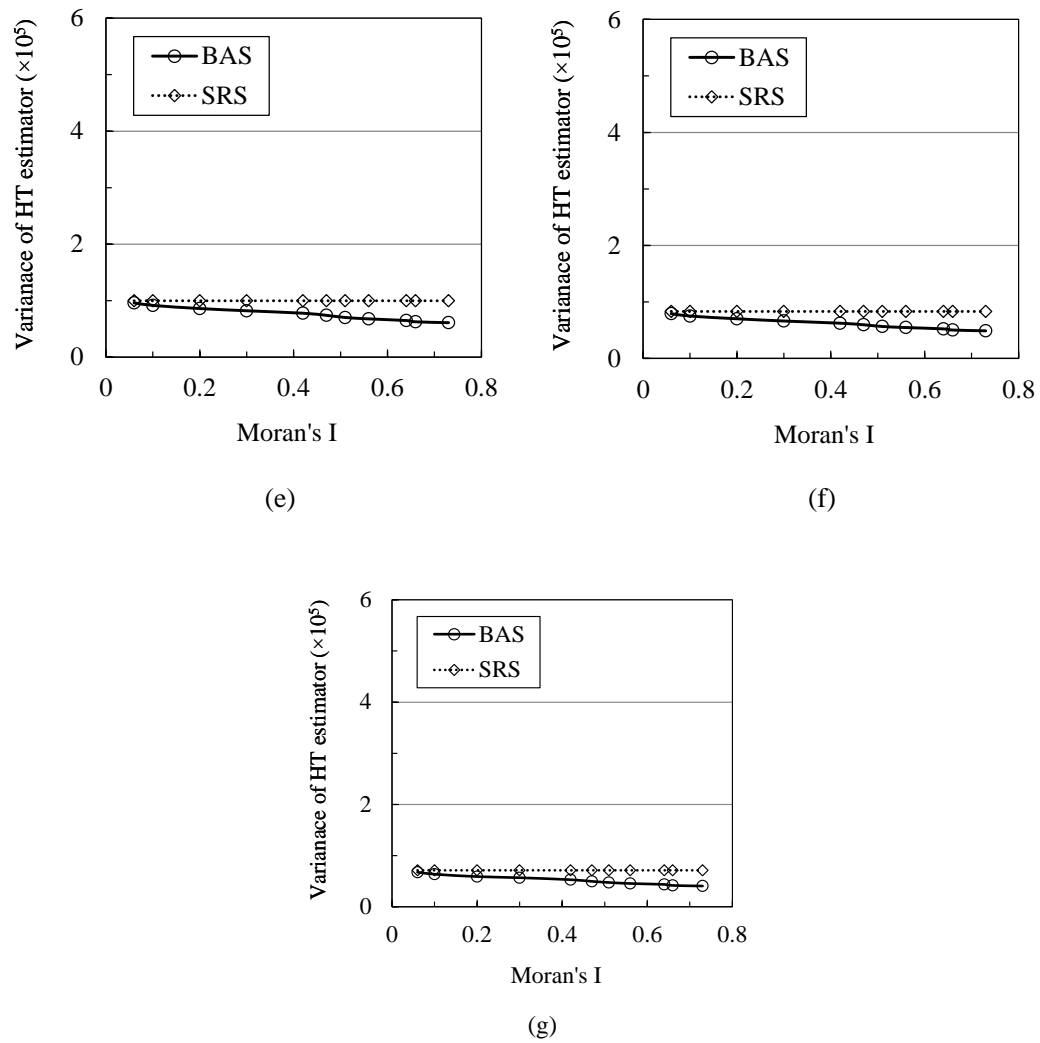 Varianace of HT estimator (×10⁵)
6
4
2
0
BAS
SRS
0
0.2
0.4
0.6
0.8
Moran's I
(e)
Varianace of HT estimator (×10⁵)
6
4
2
0
BAS
SRS
0
0.2
0.4
0.6
0.8
Moran's I
(f)
Varianace of HT estimator (×10⁵)
6
4
2
0
BAS
SRS
0
0.2
0.4
0.6
0.8
Moran's I
(g)